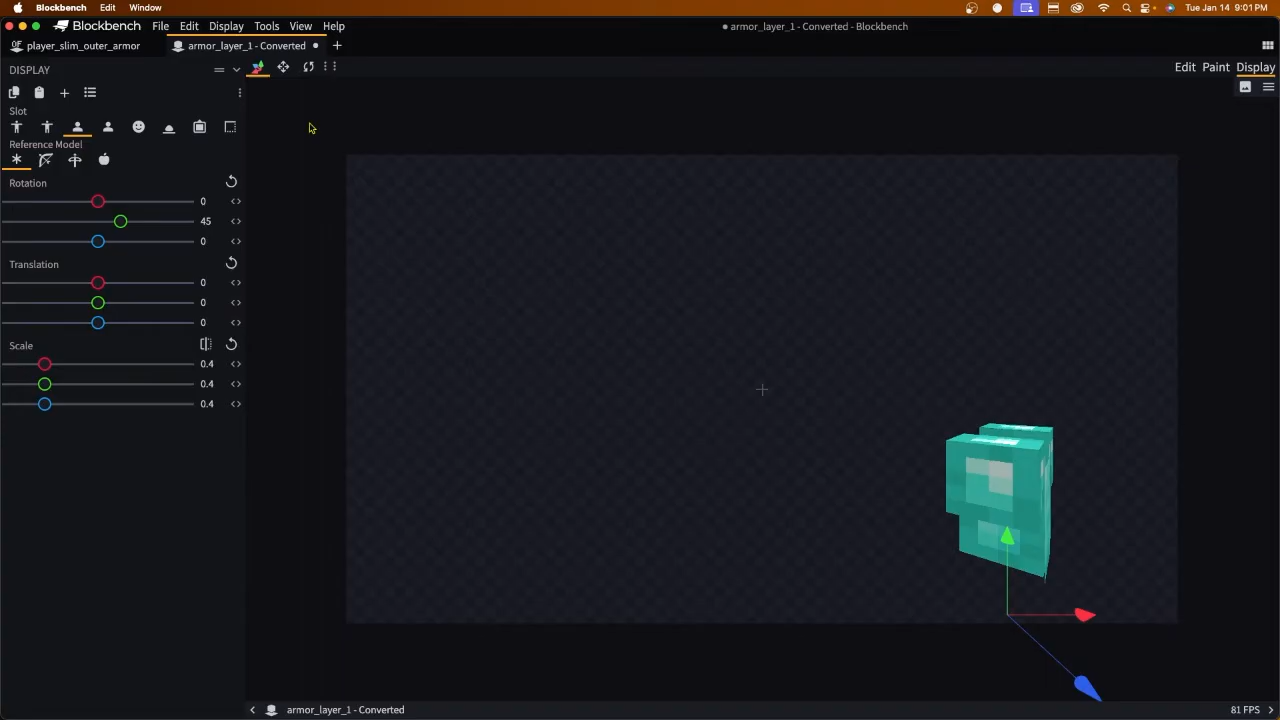 Blockbench Edit Window Tue Jan 14 9:01 PM
Blockbench File Edit Display Tools View Help armor_layer_1 - Converted - Blockbench
player_slim_outer_armor armor_layer_1 - Converted
DISPLAY Edit Paint Display
Slot
Reference Model
Rotation
0
45
0
Translation
0
0
0
Scale
0.4
0.4
0.4
armor_layer_1 - Converted 81 FPS